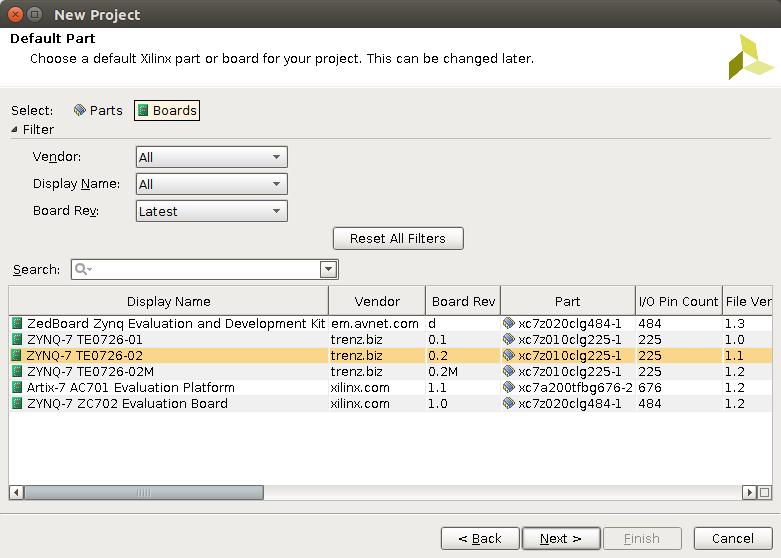 New Project
Default Part
Choose a default Xilinx part or board for your project. This can be changed later.
Select: Parts Boards
Filter
Vendor: All
Display Name: All
Board Rev: Latest
Reset All Filters
Search:
Display Name Vendor Board Rev Part I/O Pin Count File Ver
ZedBoard Zynq Evaluation and Development Kit em.avnet.com d xc7z020clg484-1 484 1.3
ZYNQ-7 TE0726-01 trenz.biz 0.1 xc7z010clg225-1 225 1.0
ZYNQ-7 TE0726-02 trenz.biz 0.2 xc7z010clg225-1 225 1.1
ZYNQ-7 TE0726-02M trenz.biz 0.2M xc7z010clg225-1 225 1.2
Artix-7 AC701 Evaluation Platform xilinx.com 1.1 xc7a200tfbg676-2 676 1.2
ZYNQ-7 ZC702 Evaluation Board xilinx.com 1.0 xc7z020clg484-1 484 1.2
< Back Next > Finish Cancel